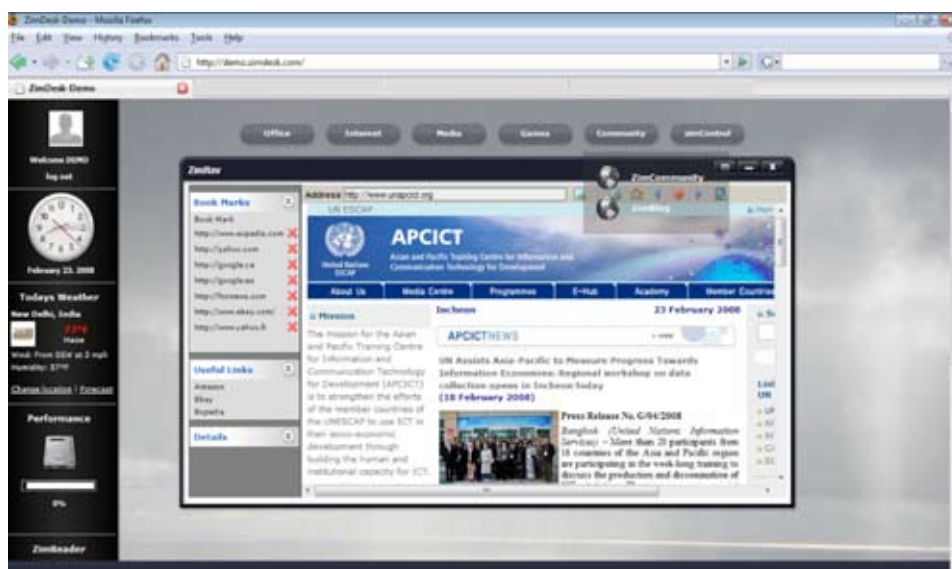 ZimDesk Demo - Mozilla Firefox
File Edit View History Bookmarks Tools Help
http://demo.zimdesk.com/
ZimDesk Demo
Office Internet Media Games Community zimControl
Welcome DEMO
log out
February 23, 2008
Todays Weather
New Delhi, India
Haze
Wind: From at 2 mph
Humidity:
Change location | Forecast
Performance
0%
ZimReader
ZimNav
ZimCommunity
ZimBlog
Book Marks
Book Mark
http://www.expedia.com
http://yahoo.com
http://google.ca
http://google.es
http://www.ebay.com/
http://www.yahoo.fr
Useful Links
Amazon
Ebay
Expedia
Details
Address http://www.unapcict.org
UN ESCAP
United Nations
ESCAP
APCICT
Asian and Pacific Training Centre for Information and
Communication Technology for Development
About Us Media Centre Programmes E-Hub Academy Member Countries
Mission
The mission for the Asian
and Pacific Training Centre
for Information and
Communication Technology
for Development (APCICT)
is to strengthen the efforts
of the member countries of
the UNESCAP to use ICT in
their socio-economic
development through
building the human and
institutional capacity for ICT.
Incheon 23 February 2008
APCICTNEWS
UN Assists Asia-Pacific to Measure Progress Towards
Information Economies: Regional workshop on data
collection opens in Incheon today
(18 February 2008)
Press Release No. G/04/2008
Bangkok (United Nations Information
Services) – More than 20 participants from
18 countries of the Asia and Pacific region
are participating in the week-long training to
discuss the production and dissemination of